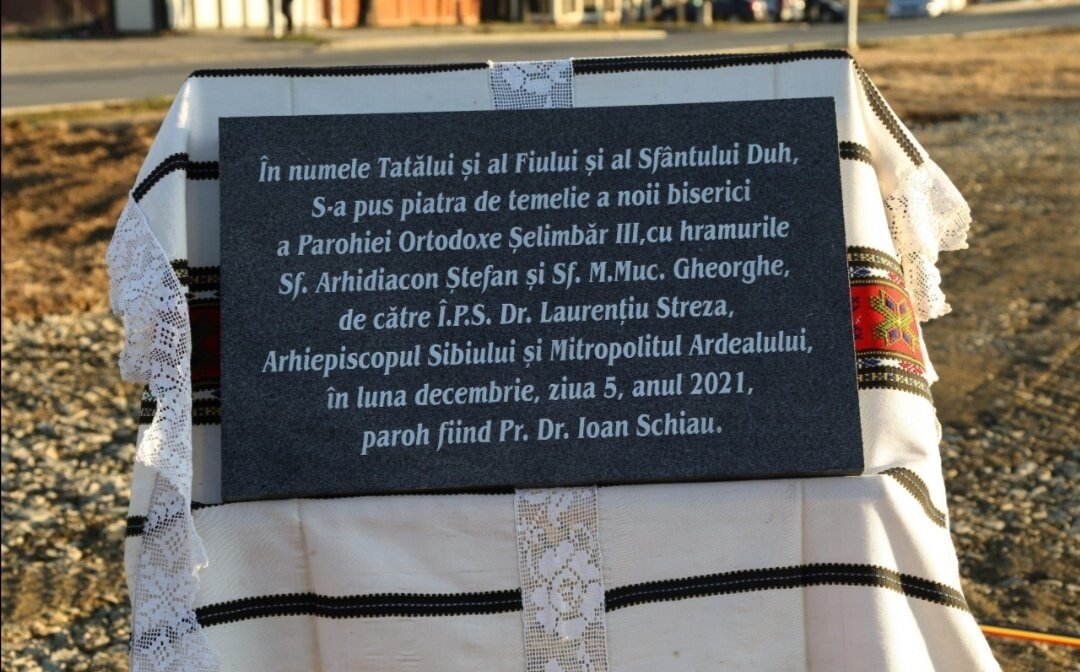 În numele Tatălui și al Fiului și al Sfântului Duh,
S-a pus piatra de temelie a noii biserici
a Parohiei Ortodoxe Șelimbăr III,cu hramurile
Sf. Arhidiacon Ștefan și Sf. M.Muc. Gheorghe,
de către Î.P.S. Dr. Laurențiu Streza,
Arhiepiscopul Sibiului și Mitropolitul Ardealului,
în luna decembrie, ziua 5, anul 2021,
paroh fiind Pr. Dr. Ioan Schiau.